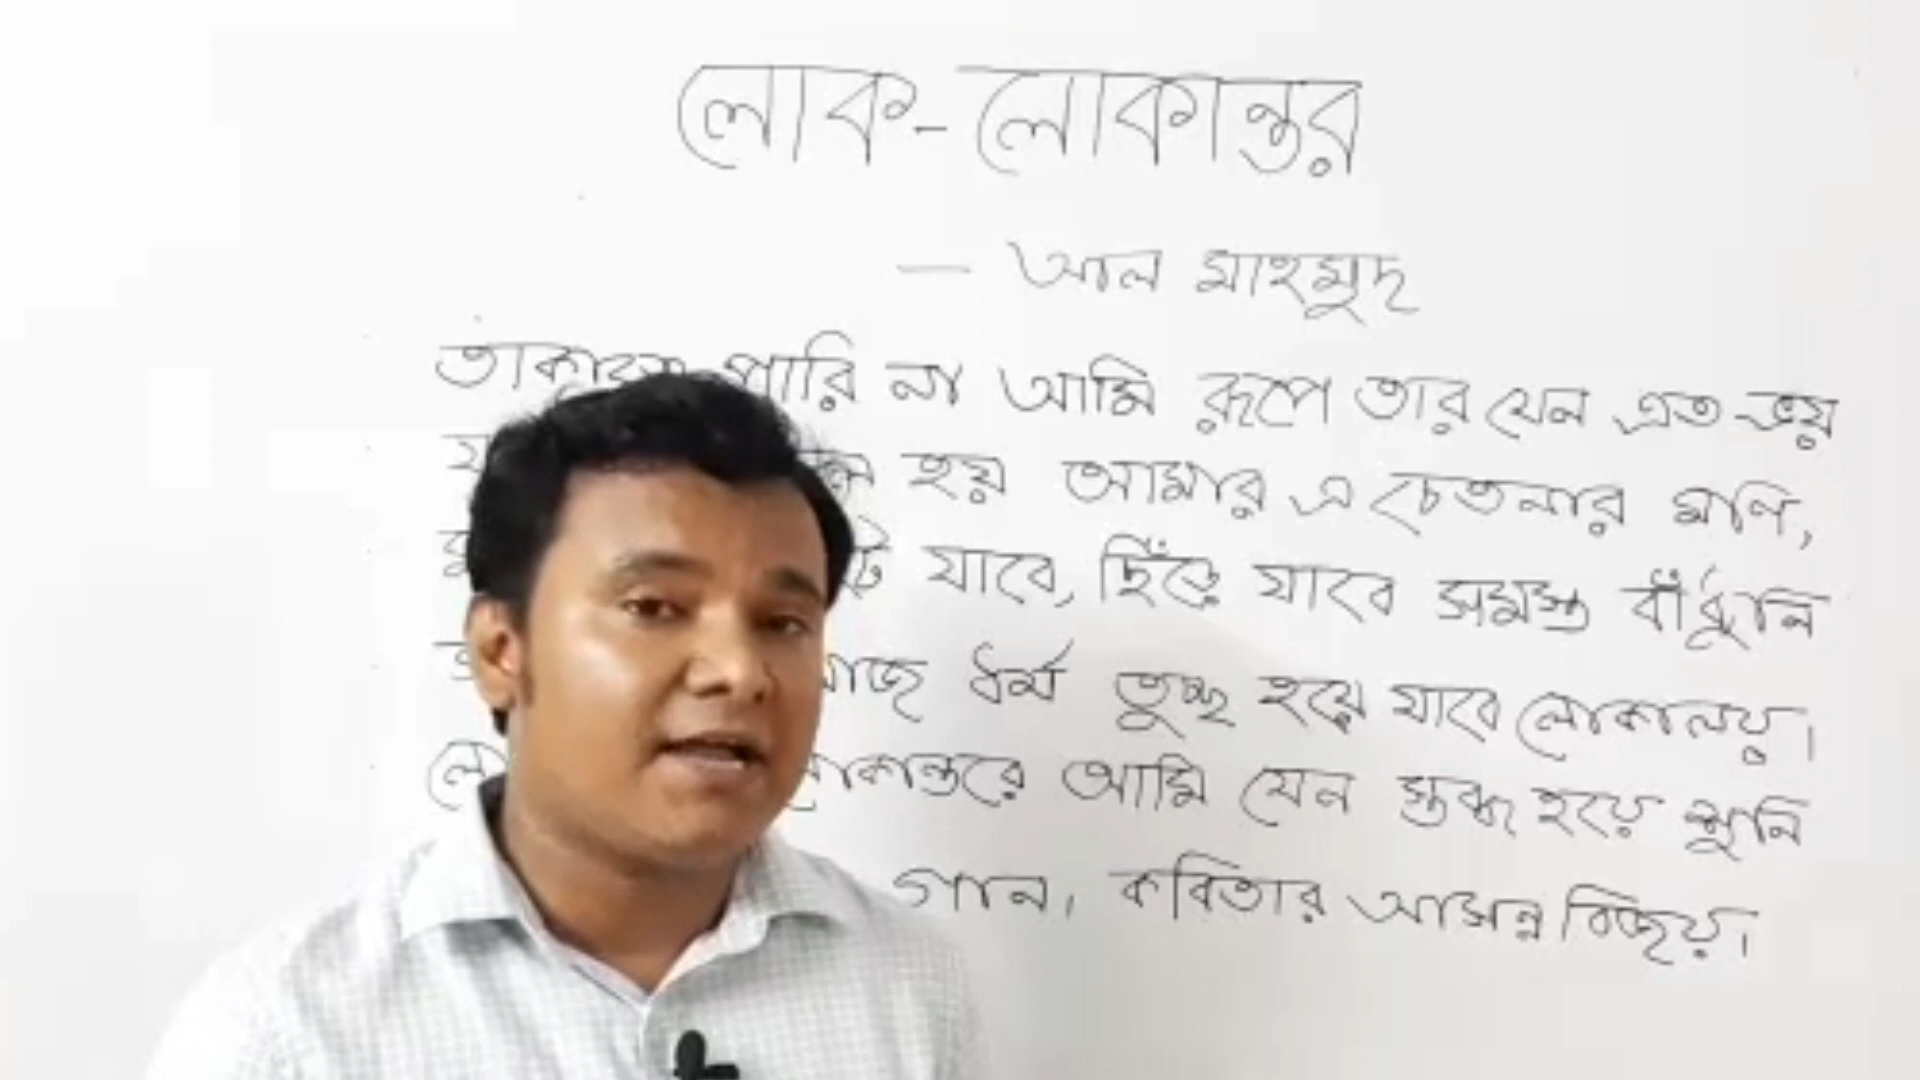 লোক-লোকান্তর
— আল মাহমুদ
পারি না আমি রূপে তার যেন এত ভয়
হয় আমার এ চেতনার মণি,
যাবে, ছিঁড়ে যাবে সমস্ত বাঁধুনি
ধর্ম তুচ্ছ হয়ে যাবে লোকালয়।
আমি যেন স্তব্ধ হয়ে শুনি
গান। কবিতার আসন্ন বিজয়।